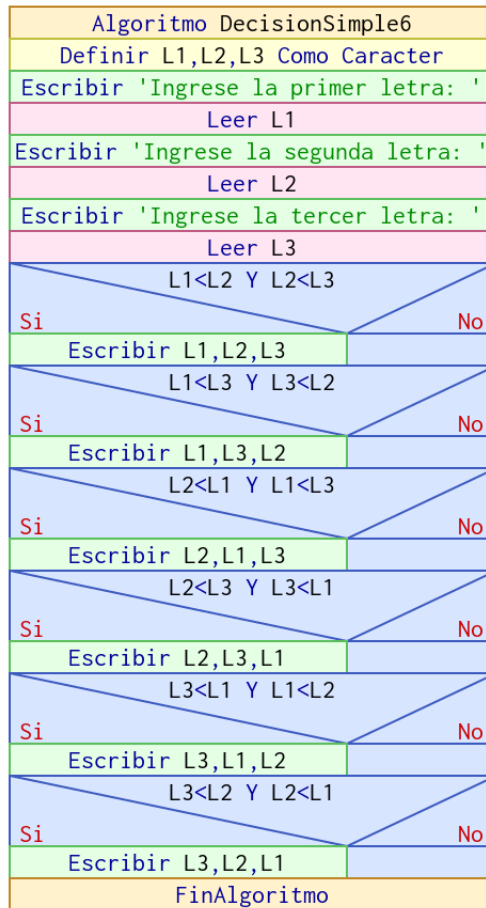 Algoritmo DecisionSimple6
Definir L1,L2,L3 Como Caracter
Escribir 'Ingrese la primer letra: '
Leer L1
Escribir 'Ingrese la segunda letra: '
Leer L2
Escribir 'Ingrese la tercer letra: '
Leer L3
L1<L2 Y L2<L3
Si No
Escribir L1,L2,L3
L1<L3 Y L3<L2
Si No
Escribir L1,L3,L2
L2<L1 Y L1<L3
Si No
Escribir L2,L1,L3
L2<L3 Y L3<L1
Si No
Escribir L2,L3,L1
L3<L1 Y L1<L2
Si No
Escribir L3,L1,L2
L3<L2 Y L2<L1
Si No
Escribir L3,L2,L1
FinAlgoritmo